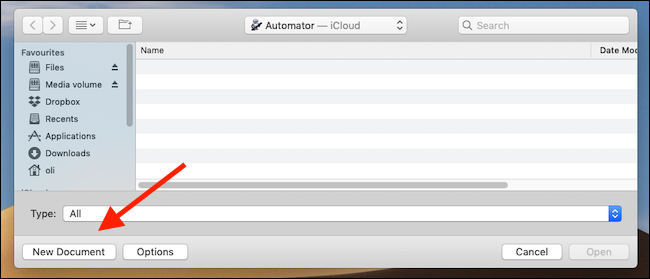 Automator — iCloud
Search
Favourites
Name
Date Mod
Files
Media volume
Dropbox
Recents
Applications
Downloads
oli
Type: All
New Document Options Cancel Open